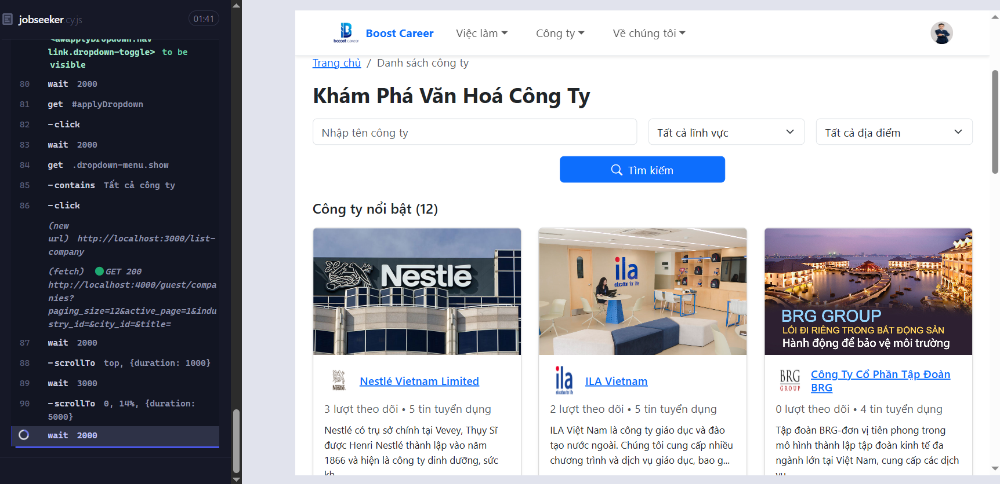 jobseeker.cy.js
01:41
<a#applyDropdown.nav-
link.dropdown-toggle> to be
visible
80 wait 2000
81 get #applyDropdown
82 -click
83 wait 2000
84 get .dropdown-menu.show
85 -contains Tất cả công ty
86 -click
(new
url) http://localhost:3000/list-
company
(fetch) GET 200
http://localhost:4000/guest/compa
nies?
paging_size=12&active_page=1&indu
stry_id=&city_id=&title=
87 wait 2000
88 -scrollTo top, {duration: 1000}
89 wait 3000
90 -scrollTo 0, 14%, {duration:
5000}
wait 2000
Boost Career
Việc làm
Công ty
Về chúng tôi
Trang chủ / Danh sách công ty
Khám Phá Văn Hoá Công Ty
Nhập tên công ty
Tất cả lĩnh vực
Tất cả địa điểm
Tìm kiếm
Công ty nổi bật (12)
Nestlé
ila
education for life
BRG GROUP
LỐI ĐI RIÊNG TRONG BẤT ĐỘNG SẢN
Hành động để bảo vệ môi trường
Nestlé
Nestlé Vietnam Limited
3 lượt theo dõi • 5 tin tuyển dụng
Nestlé có trụ sở chính tại Vevey, Thụy Sĩ
được Henri Nestlé thành lập vào năm
1866 và hiện là công ty dinh dưỡng, sức
ila
education for life
ILA Vietnam
2 lượt theo dõi • 5 tin tuyển dụng
ILA Việt Nam là công ty giáo dục và đào
tạo nước ngoài. Chúng tôi cung cấp nhiều
chương trình và dịch vụ giáo dục, bao g...
BRG
GROUP
Công Ty Cổ Phần Tập Đoàn
BRG
0 lượt theo dõi • 4 tin tuyển dụng
Tập đoàn BRG-đơn vị tiên phong trong
mô hình thành lập tập đoàn kinh tế đa
ngành lớn tại Việt Nam, cung cấp các dịch